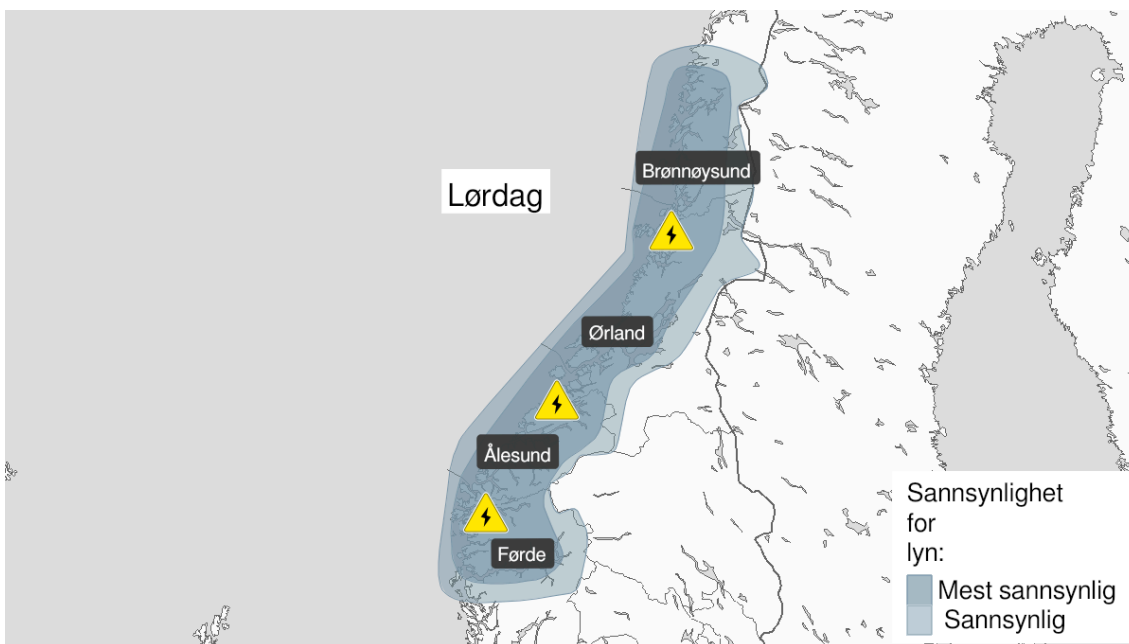 Brønnøysund
Lørdag
Ørland
Ålesund
Førde
Sannsynlighet
for
lyn:
Mest sannsynlig
Sannsynlig